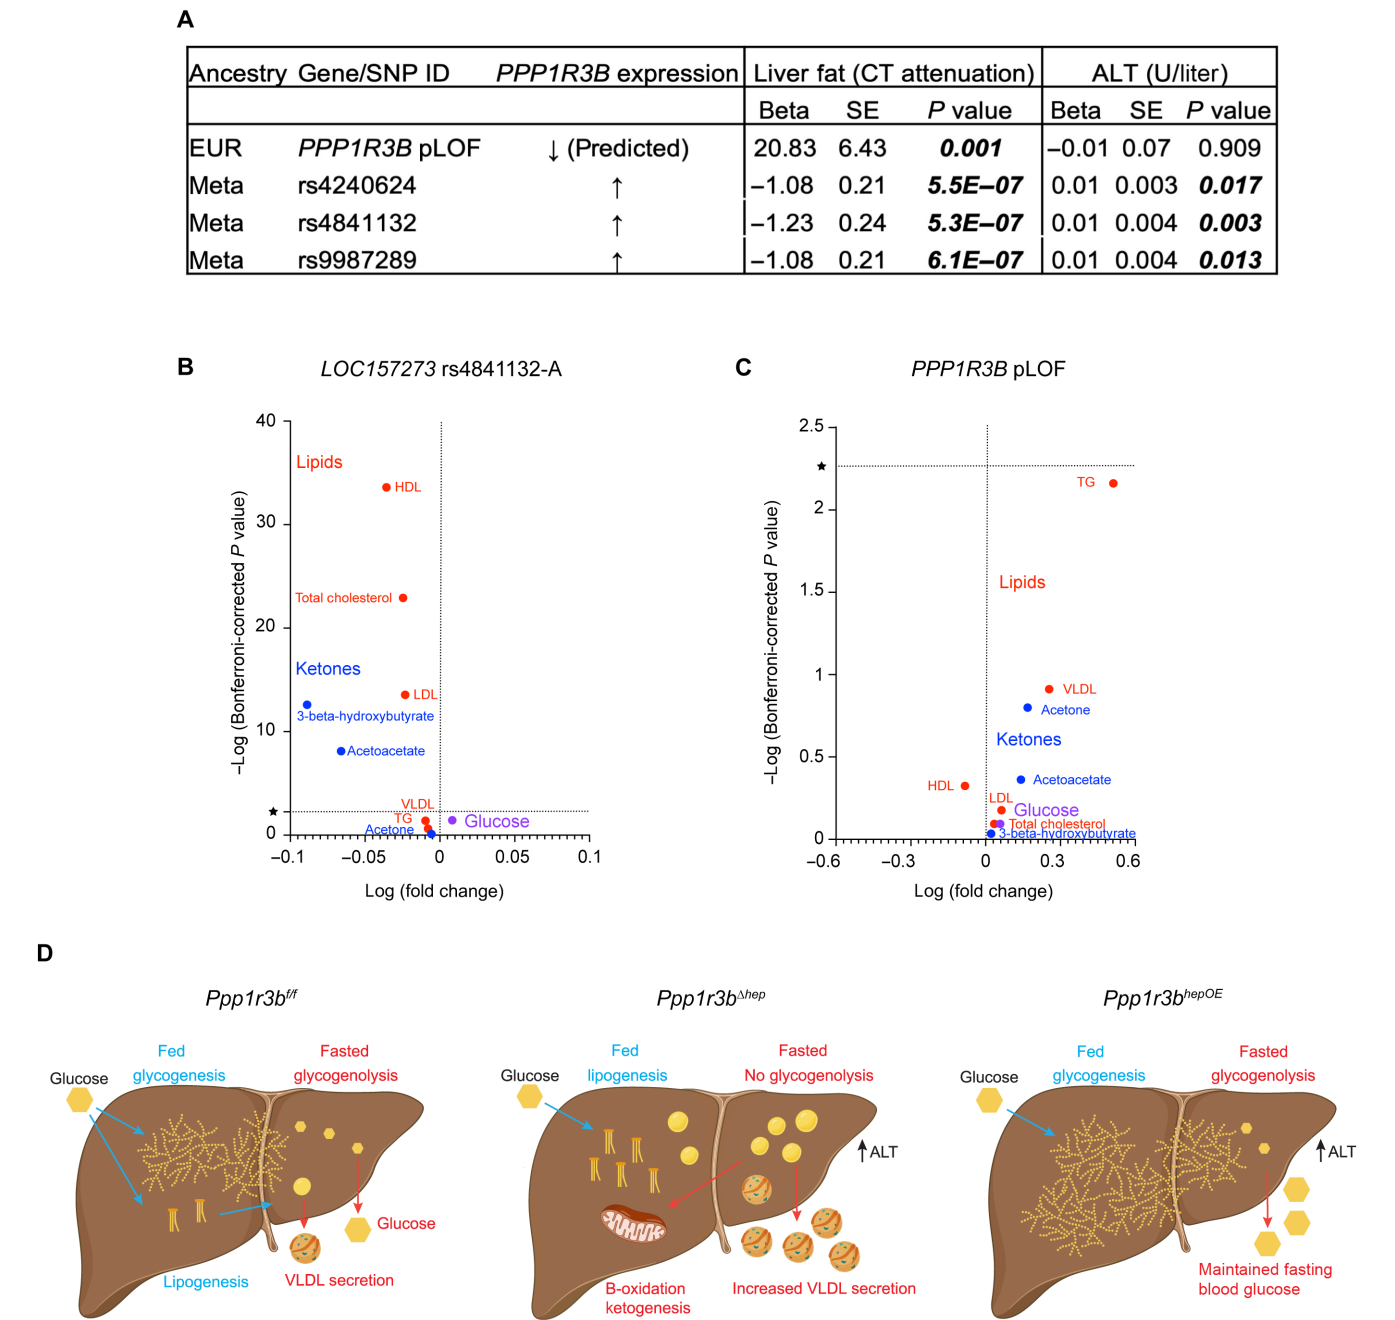 A
Ancestry Gene/SNP ID PPP1R3B expression Liver fat (CT attenuation) ALT (U/liter)
Beta SE P value Beta SE P value
EUR PPP1R3B pLOF ↓ (Predicted) 20.83 6.43 0.001 −0.01 0.07 0.909
Meta rs4240624 ↑ −1.08 0.21 5.5E−07 0.01 0.003 0.017
Meta rs4841132 ↑ −1.23 0.24 5.3E−07 0.01 0.004 0.003
Meta rs9987289 ↑ −1.08 0.21 6.1E−07 0.01 0.004 0.013
B
LOC157273 rs4841132-A
40
30
20
10
0
−Log (Bonferroni-corrected P value)
Lipids
HDL
Total cholesterol
Ketones
LDL
3-beta-hydroxybutyrate
Acetoacetate
VLDL
TG
Acetone
Glucose
−0.1 −0.05 0 0.05 0.1
Log (fold change)
C
PPP1R3B pLOF
2.5
2
1.5
1
0.5
0
−Log (Bonferroni-corrected P value)
TG
Lipids
VLDL
Acetone
Ketones
Acetoacetate
HDL
LDL
Glucose
Total cholesterol
3-beta-hydroxybutyrate
−0.6 −0.3 0 0.3 0.6
Log (fold change)
D
Ppp1r3bf/f
Fed
glycogenesis
Fasted
glycogenolysis
Glucose
Glucose
Lipogenesis
VLDL secretion
Ppp1r3bΔhep
Fed
lipogenesis
Fasted
No glycogenolysis
Glucose
ALT
B-oxidation
ketogenesis
Increased VLDL secretion
Ppp1r3bhepOE
Fed
glycogenesis
Fasted
glycogenolysis
Glucose
ALT
Maintained fasting
blood glucose